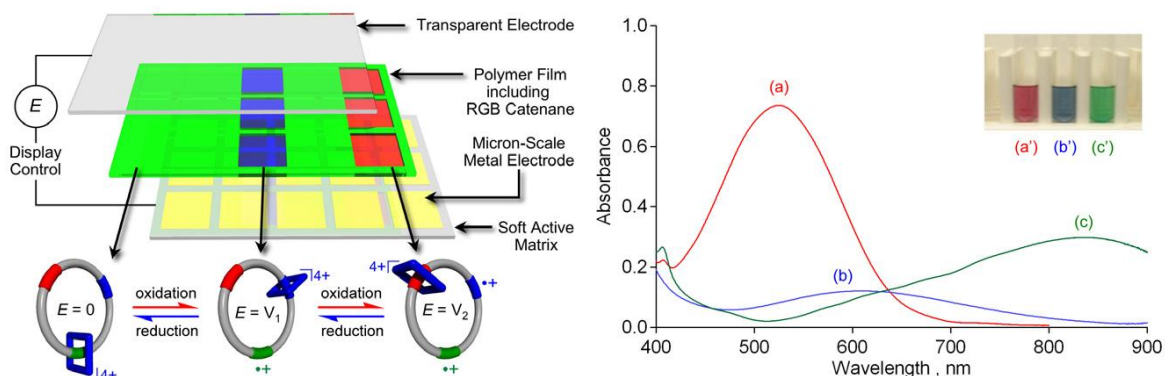 Transparent Electrode
Polymer Film
including
RGB Catenane
E
Display
Control
Micron-Scale
Metal Electrode
Soft Active
Matrix
E = 0
4+
oxidation
reduction
E = V1
4+
•+
oxidation
reduction
4+
E = V2
•+
•+
Absorbance
1.0
0.8
0.6
0.4
0.2
0.0
400 500 600 700 800 900
Wavelength , nm
(a)
(b)
(c)
(a') (b') (c')